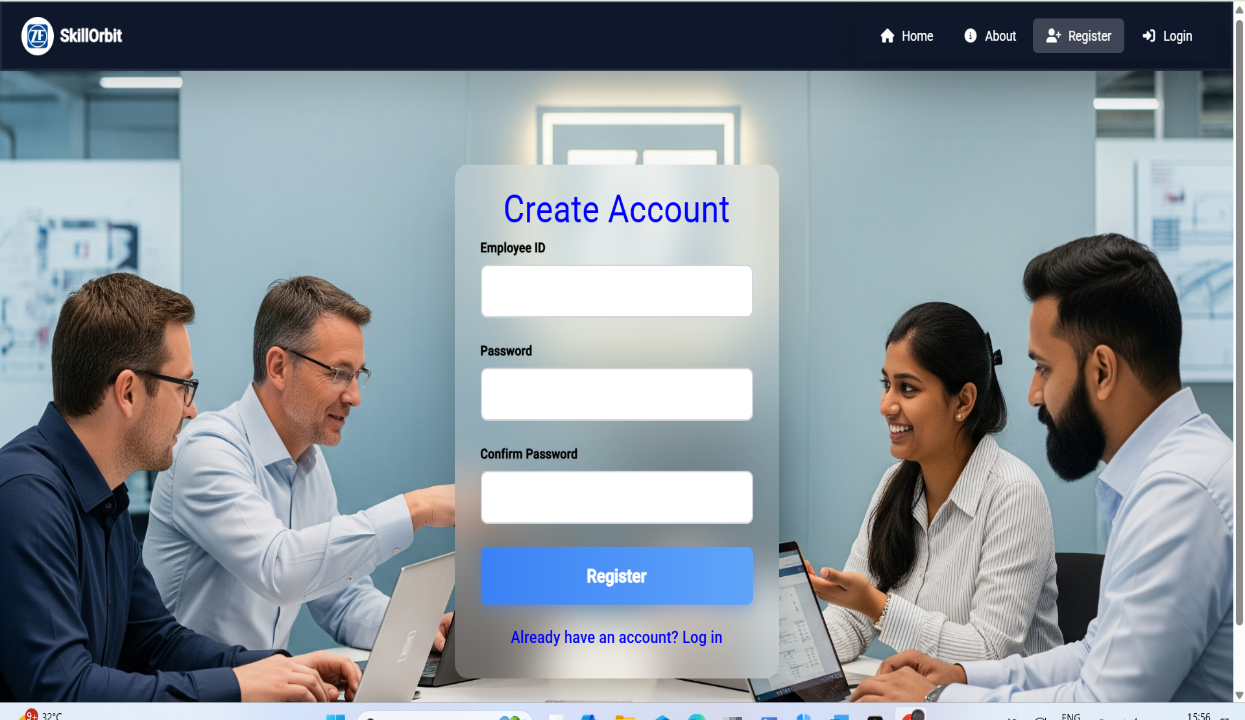 ZF SkillOrbit Home About Register Login
Create Account
Employee ID
Password
Confirm Password
Register
Already have an account? Log in
9+ 32°C ENG 15:56